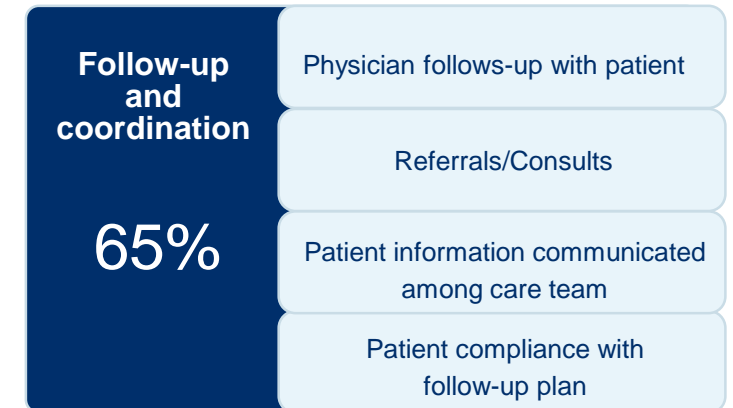 Follow-up
and
coordination
65%
Physician follows-up with patient
Referrals/Consults
Patient information communicated
among care team
Patient compliance with
follow-up plan